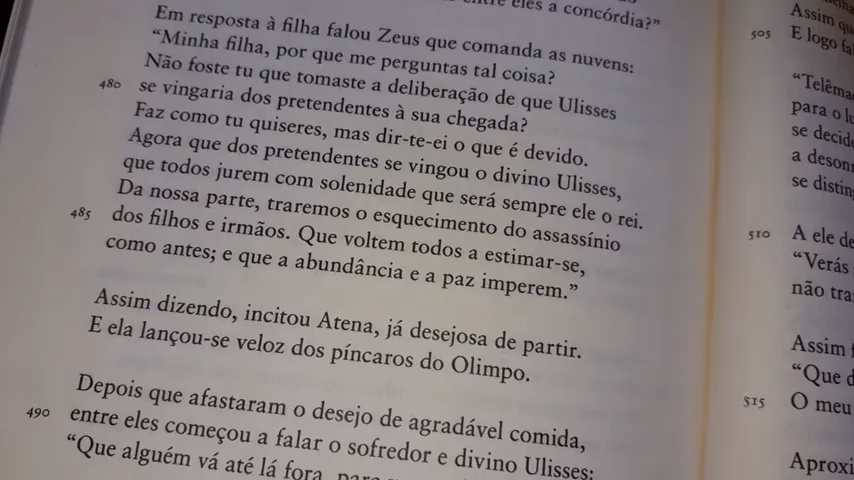 entre eles a concórdia?”
Em resposta à filha falou Zeus que comanda as nuvens:
“Minha filha, por que me perguntas tal coisa?
Não foste tu que tomaste a deliberação de que Ulisses
480 se vingaria dos pretendentes à sua chegada?
Faz como tu quiseres, mas dir-te-ei o que é devido.
Agora que dos pretendentes se vingou o divino Ulisses,
que todos jurem com solenidade que será sempre ele o rei.
Da nossa parte, traremos o esquecimento do assassínio
485 dos filhos e irmãos. Que voltem todos a estimar-se,
como antes; e que a abundância e a paz imperem.”
Assim dizendo, incitou Atena, já desejosa de partir.
E ela lançou-se veloz dos píncaros do Olimpo.
Depois que afastaram o desejo de agradável comida,
490 entre eles começou a falar o sofredor e divino Ulisses:
“Que alguém vá até lá fora, para
Assim
505 E logo
“Telêma
para o
se decid
a deson
se distin
510 A ele de
“Verás
não tra
Assim
“Que d
515 O meu
Aproxi